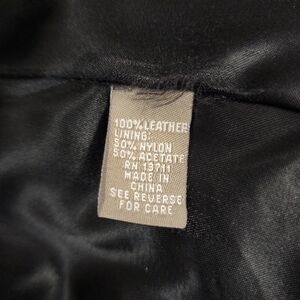 100% LEATHER
LINING:
50% NYLON
50% ACETATE
RN 13711
MADE IN
CHINA
SEE REVERSE
FOR CARE